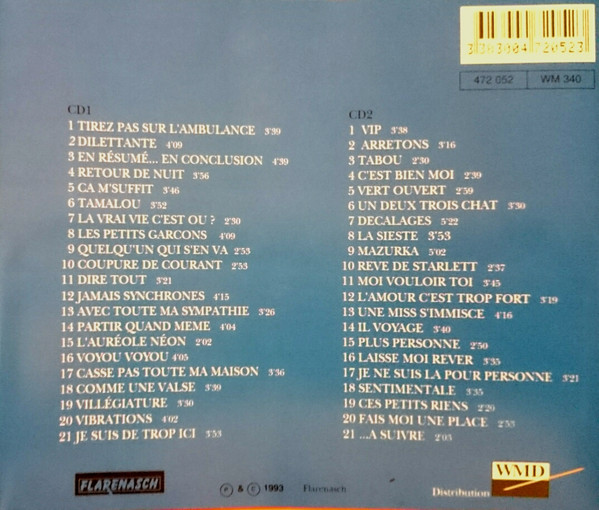 3 383004 720523
472 052 WM 340
CD1
1 TIREZ PAS SUR L'AMBULANCE 3'39
2 DILETTANTE 4'09
3 EN RÉSUMÉ... EN CONCLUSION 4'39
4 RETOUR DE NUIT 3'56
5 CA M'SUFFIT 3'46
6 TAMALOU 3'52
7 LA VRAI VIE C'EST OU ? 2'30
8 LES PETITS GARCONS 4'09
9 QUELQU'UN QUI S'EN VA 2'53
10 COUPURE DE COURANT 2'53
11 DIRE TOUT 3'21
12 JAMAIS SYNCHRONES 4'15
13 AVEC TOUTE MA SYMPATHIE 3'26
14 PARTIR QUAND MEME 4'04
15 L'AURÉOLE NÉON 2'02
16 VOYOU VOYOU 4'05
17 CASSE PAS TOUTE MA MAISON 3'36
18 COMME UNE VALSE 3'39
19 VILLÉGIATURE 3'30
20 VIBRATIONS 4'02
21 JE SUIS DE TROP ICI 3'53
CD2
1 VIP 3'38
2 ARRETONS 3'16
3 TABOU 2'30
4 C'EST BIEN MOI 2'39
5 VERT OUVERT 2'59
6 UN DEUX TROIS CHAT 3'30
7 DECALAGES 5'22
8 LA SIESTE 3'53
9 MAZURKA 5'02
10 REVE DE STARLETT 2'37
11 MOI VOULOIR TOI 3'45
12 L'AMOUR C'EST TROP FORT 3'19
13 UNE MISS S'IMMISCE 4'16
14 IL VOYAGE 3'40
15 PLUS PERSONNE 2'50
16 LAISSE MOI REVER 3'35
17 JE NE SUIS LA POUR PERSONNE 3'21
18 SENTIMENTALE 3'35
19 CES PETITS RIENS 2'20
20 FAIS MOI UNE PLACE 2'55
21 ...A SUIVRE 2'03
FLARENASCH
Ⓟ & © 1993 Flarenasch
Distribution WMD